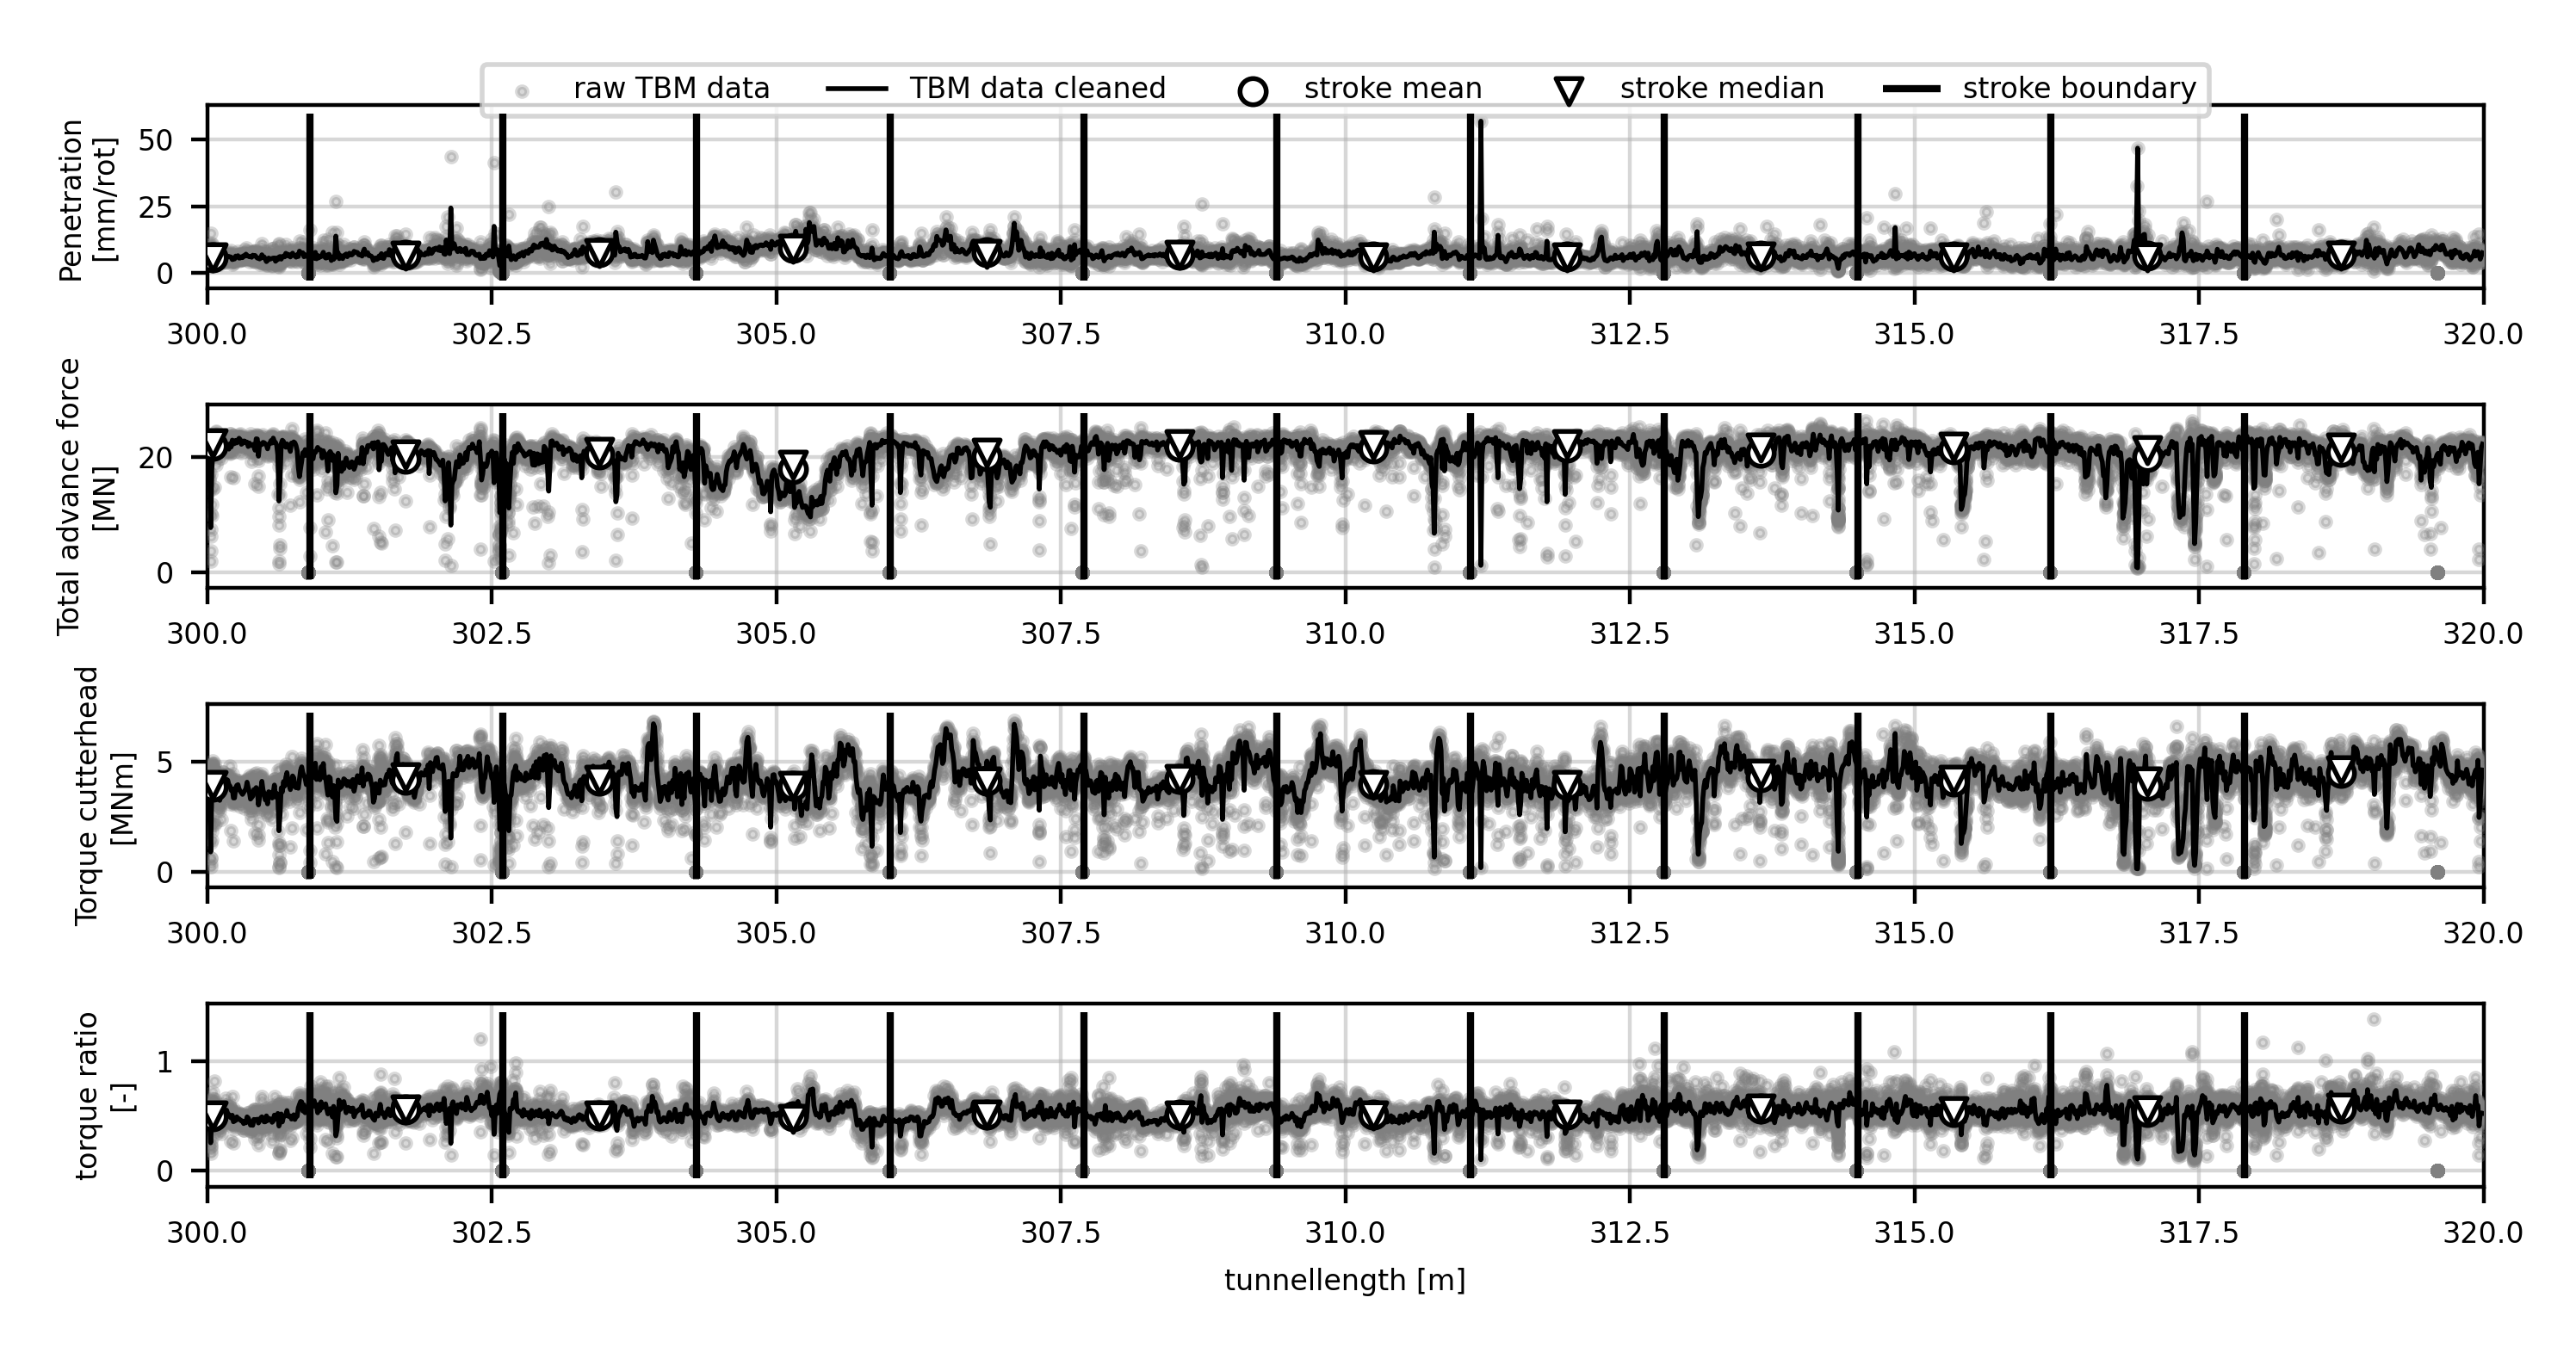 raw TBM data
TBM data cleaned
stroke mean
stroke median
stroke boundary
Penetration
[mm/rot]
50
25
0
300.0 302.5 305.0 307.5 310.0 312.5 315.0 317.5 320.0
Total advance force
[MN]
20
0
300.0 302.5 305.0 307.5 310.0 312.5 315.0 317.5 320.0
Torque cutterhead
[MNm]
5
0
300.0 302.5 305.0 307.5 310.0 312.5 315.0 317.5 320.0
torque ratio
[-]
1
0
300.0 302.5 305.0 307.5 310.0 312.5 315.0 317.5 320.0
tunnellength [m]